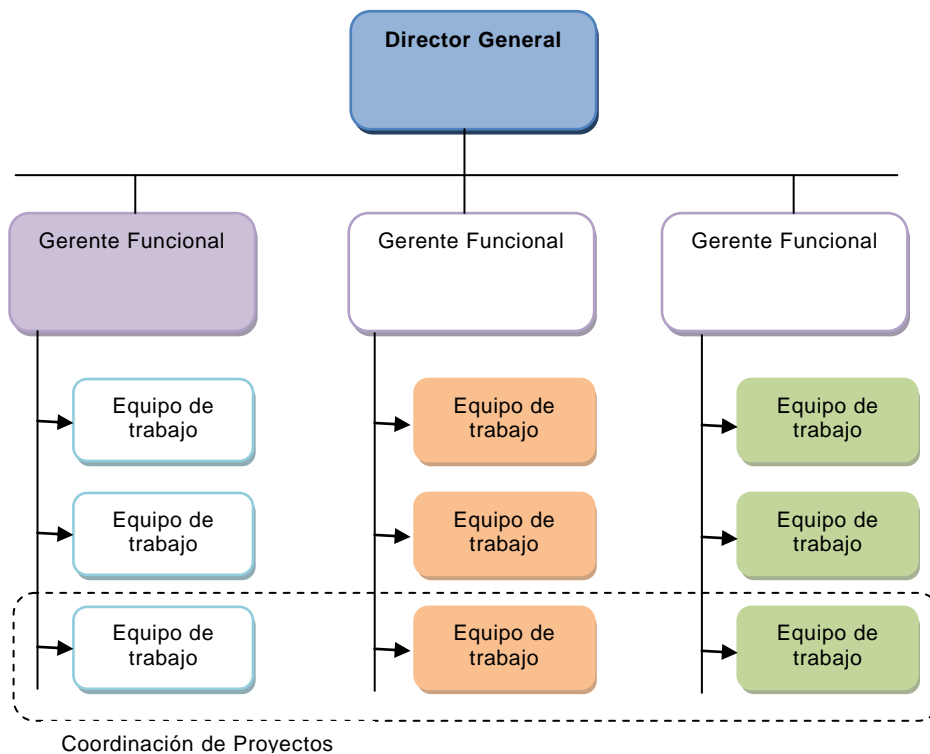 Director General
Gerente Funcional
Gerente Funcional
Gerente Funcional
Equipo de
trabajo
Equipo de
trabajo
Equipo de
trabajo
Equipo de
trabajo
Equipo de
trabajo
Equipo de
trabajo
Equipo de
trabajo
Equipo de
trabajo
Equipo de
trabajo
Coordinación de Proyectos